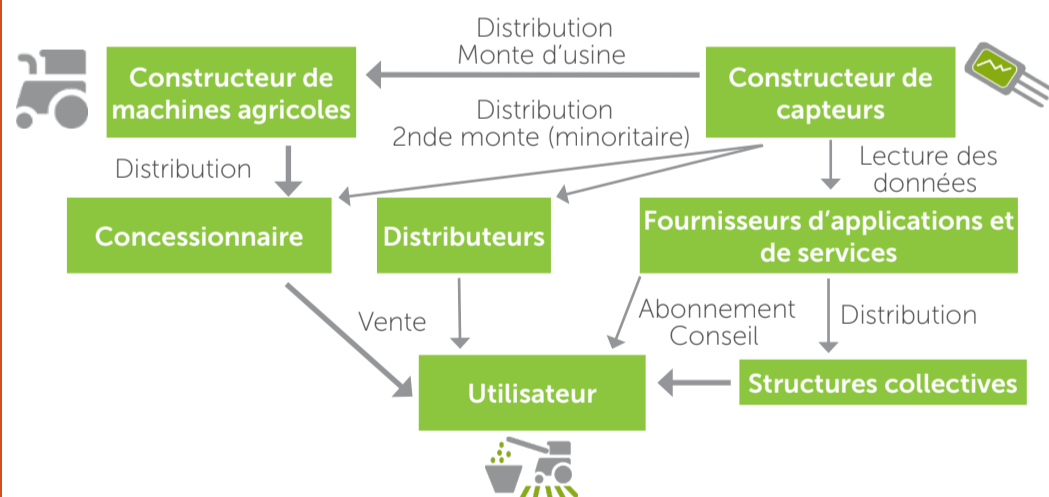 Distribution
Monte d'usine
Constructeur de
machines agricoles
Constructeur de
capteurs
Distribution
2nde monte (minoritaire)
Distribution
Lecture des
données
Concessionnaire
Distributeurs
Fournisseurs d'applications et
de services
Vente
Abonnement
Conseil
Distribution
Utilisateur
Structures collectives